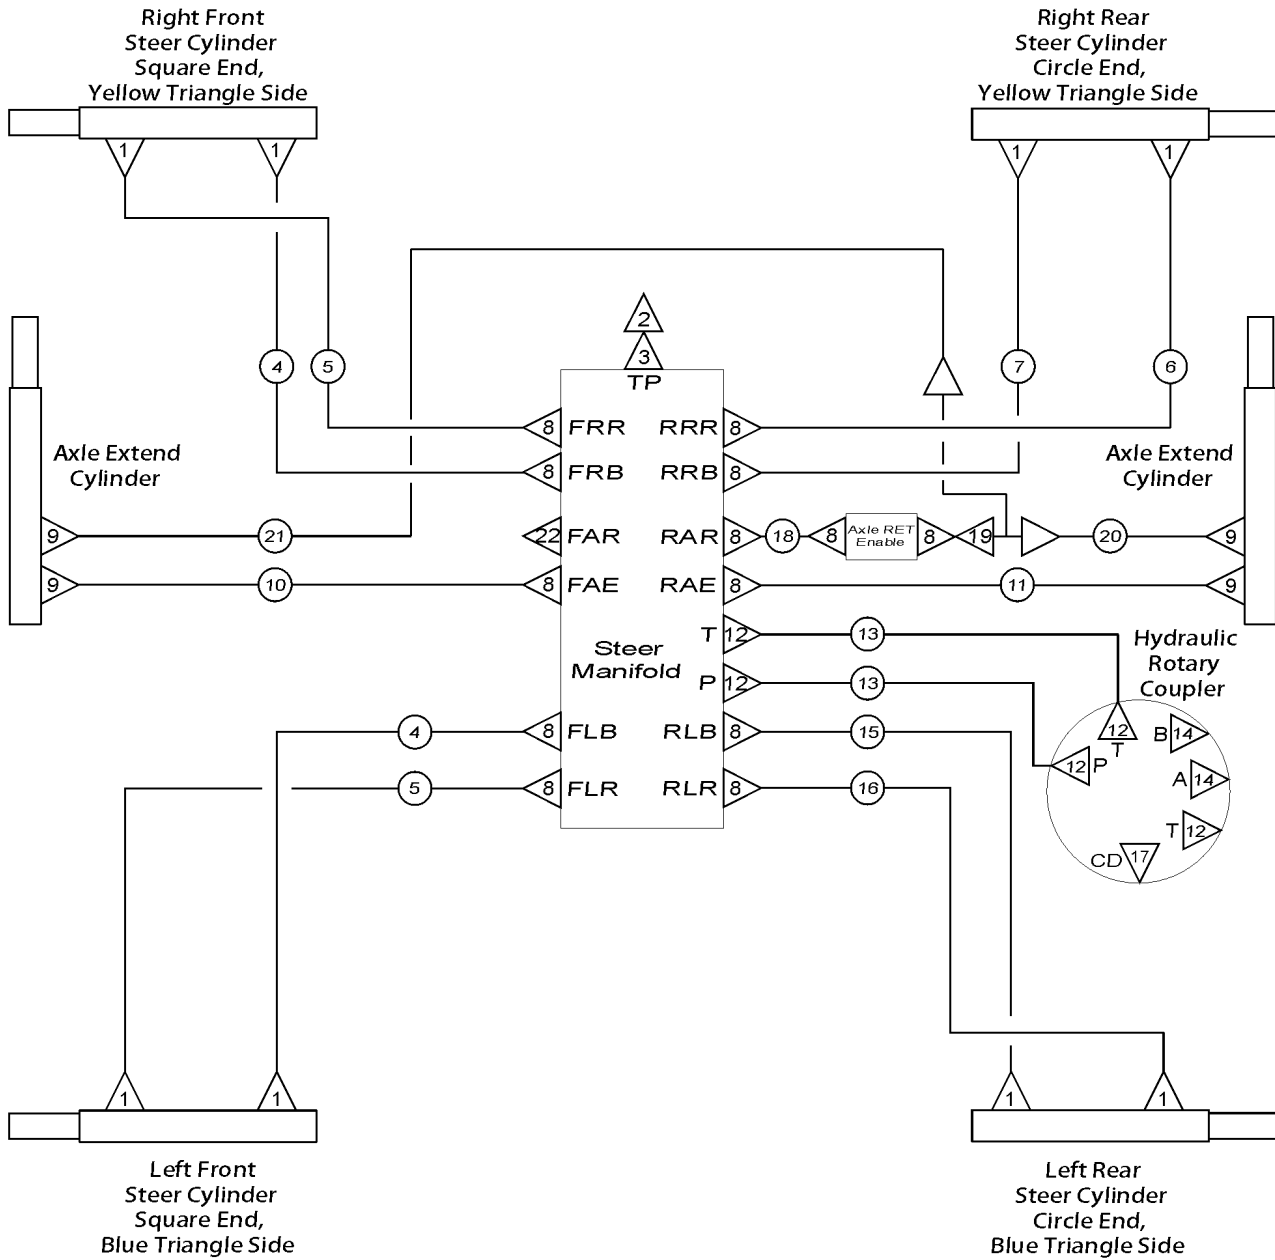 Right Front
Steer Cylinder
Square End,
Yellow Triangle Side
Right Rear
Steer Cylinder
Circle End,
Yellow Triangle Side
1
1
1
1
2
3
TP
4
5
7
6
8
FRR
RRR
8
8
FRB
RRB
8
Axle Extend
Cylinder
Axle Extend
Cylinder
9
21
22
FAR
RAR
8
18
8
Axle RET
Enable
8
19
20
9
9
10
8
FAE
RAE
8
11
9
T
12
13
Steer
Manifold
P
12
13
Hydraulic
Rotary
Coupler
12
T
B
14
12
P
A
14
T
12
CD
17
4
8
FLB
RLB
8
15
5
8
FLR
RLR
8
16
1
1
1
1
Left Front
Steer Cylinder
Square End,
Blue Triangle Side
Left Rear
Steer Cylinder
Circle End,
Blue Triangle Side